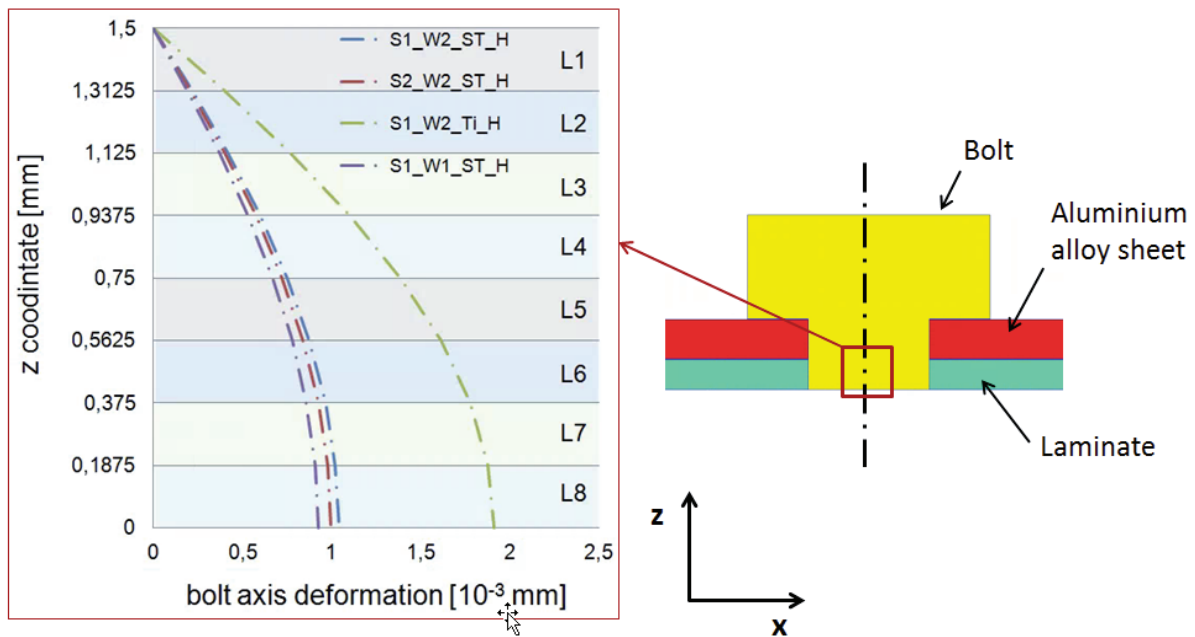 1,5
1,3125
1,125
0,9375
0,75
0,5625
0,375
0,1875
0
z coodintate [mm]
S1_W2_ST_H
S2_W2_ST_H
S1_W2_Ti_H
S1_W1_ST_H
L1
L2
L3
L4
L5
L6
L7
L8
0 0,5 1 1,5 2 2,5
bolt axis deformation [10-3 mm]
Bolt
Aluminium
alloy sheet
Laminate
z
x